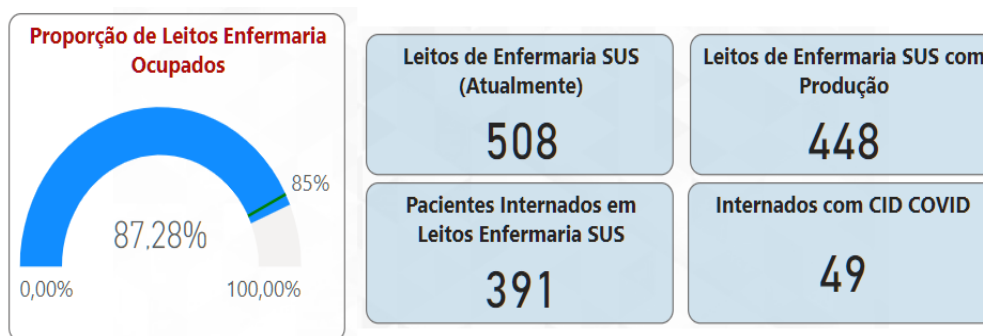 Proporção de Leitos Enfermaria
Ocupados
85%
87,28%
0,00%
100,00%
Leitos de Enfermaria SUS
(Atualmente)
508
Leitos de Enfermaria SUS com
Produção
448
Pacientes Internados em
Leitos Enfermaria SUS
391
Internados com CID COVID
49